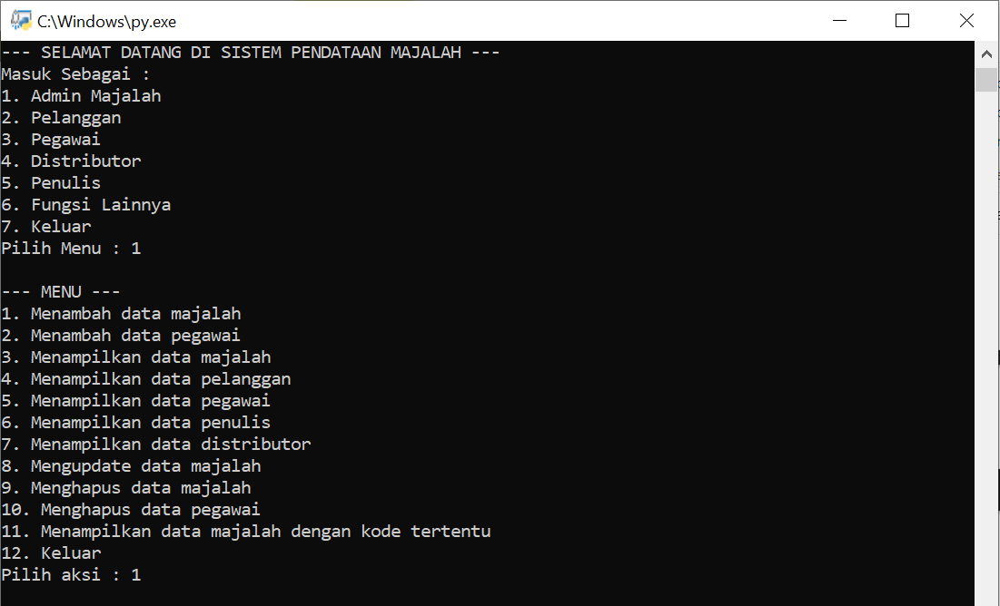 C:\Windows\py.exe
--- SELAMAT DATANG DI SISTEM PENDATAAN MAJALAH ---
Masuk Sebagai :
1. Admin Majalah
2. Pelanggan
3. Pegawai
4. Distributor
5. Penulis
6. Fungsi Lainnya
7. Keluar
Pilih Menu : 1
--- MENU ---
1. Menambah data majalah
2. Menambah data pegawai
3. Menampilkan data majalah
4. Menampilkan data pelanggan
5. Menampilkan data pegawai
6. Menampilkan data penulis
7. Menampilkan data distributor
8. Mengupdate data majalah
9. Menghapus data majalah
10. Menghapus data pegawai
11. Menampilkan data majalah dengan kode tertentu
12. Keluar
Pilih aksi : 1